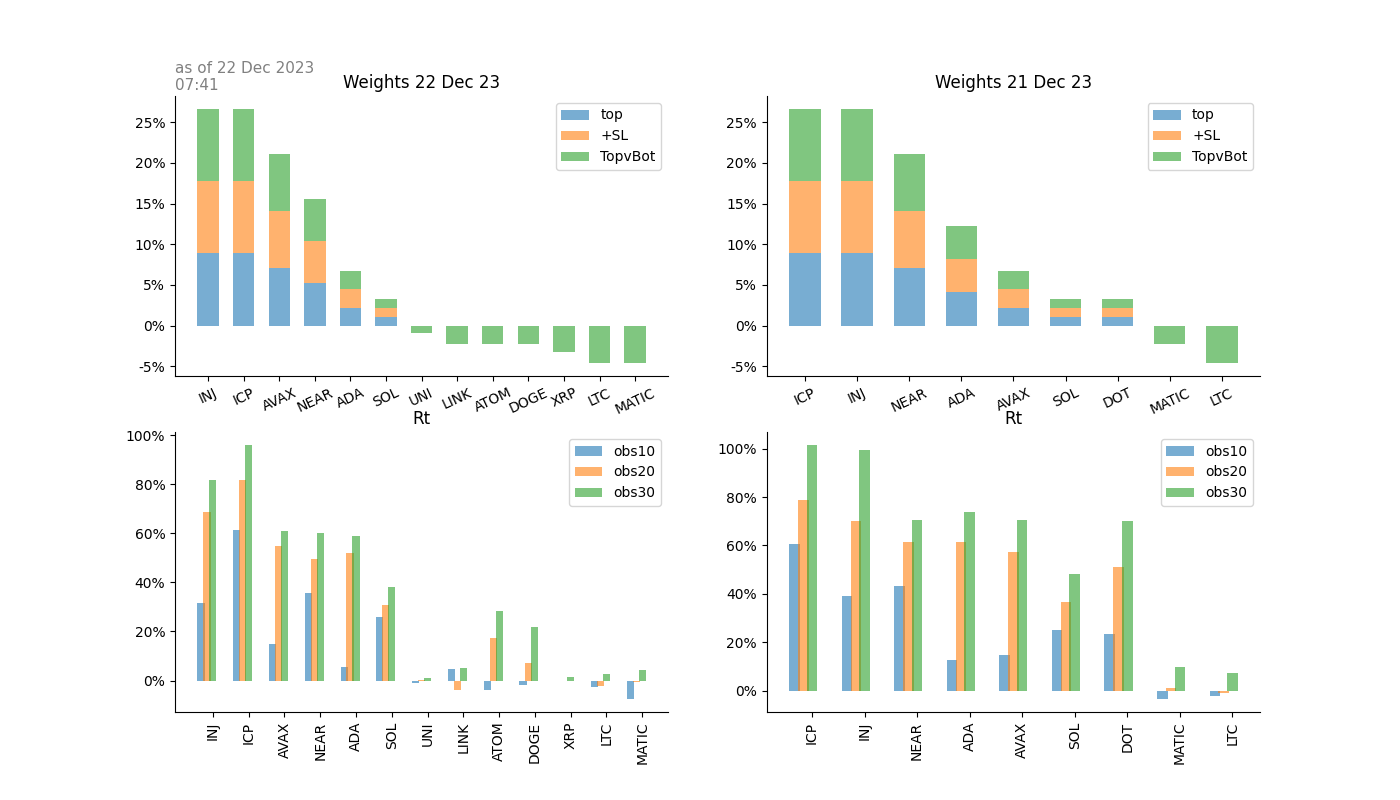 as of 22 Dec 2023
07:41
Weights 22 Dec 23
25%
20%
15%
10%
5%
0%
-5%
top
+SL
TopvBot
INJ
ICP
AVAX
NEAR
ADA
SOL
UNI
LINK
ATOM
DOGE
XRP
LTC
MATIC
Weights 21 Dec 23
25%
20%
15%
10%
5%
0%
-5%
top
+SL
TopvBot
ICP
INJ
NEAR
ADA
AVAX
SOL
DOT
MATIC
LTC
Rt
100%
80%
60%
40%
20%
0%
obs10
obs20
obs30
INJ
ICP
AVAX
NEAR
ADA
SOL
UNI
LINK
ATOM
DOGE
XRP
LTC
MATIC
Rt
100%
80%
60%
40%
20%
0%
obs10
obs20
obs30
ICP
INJ
NEAR
ADA
AVAX
SOL
DOT
MATIC
LTC